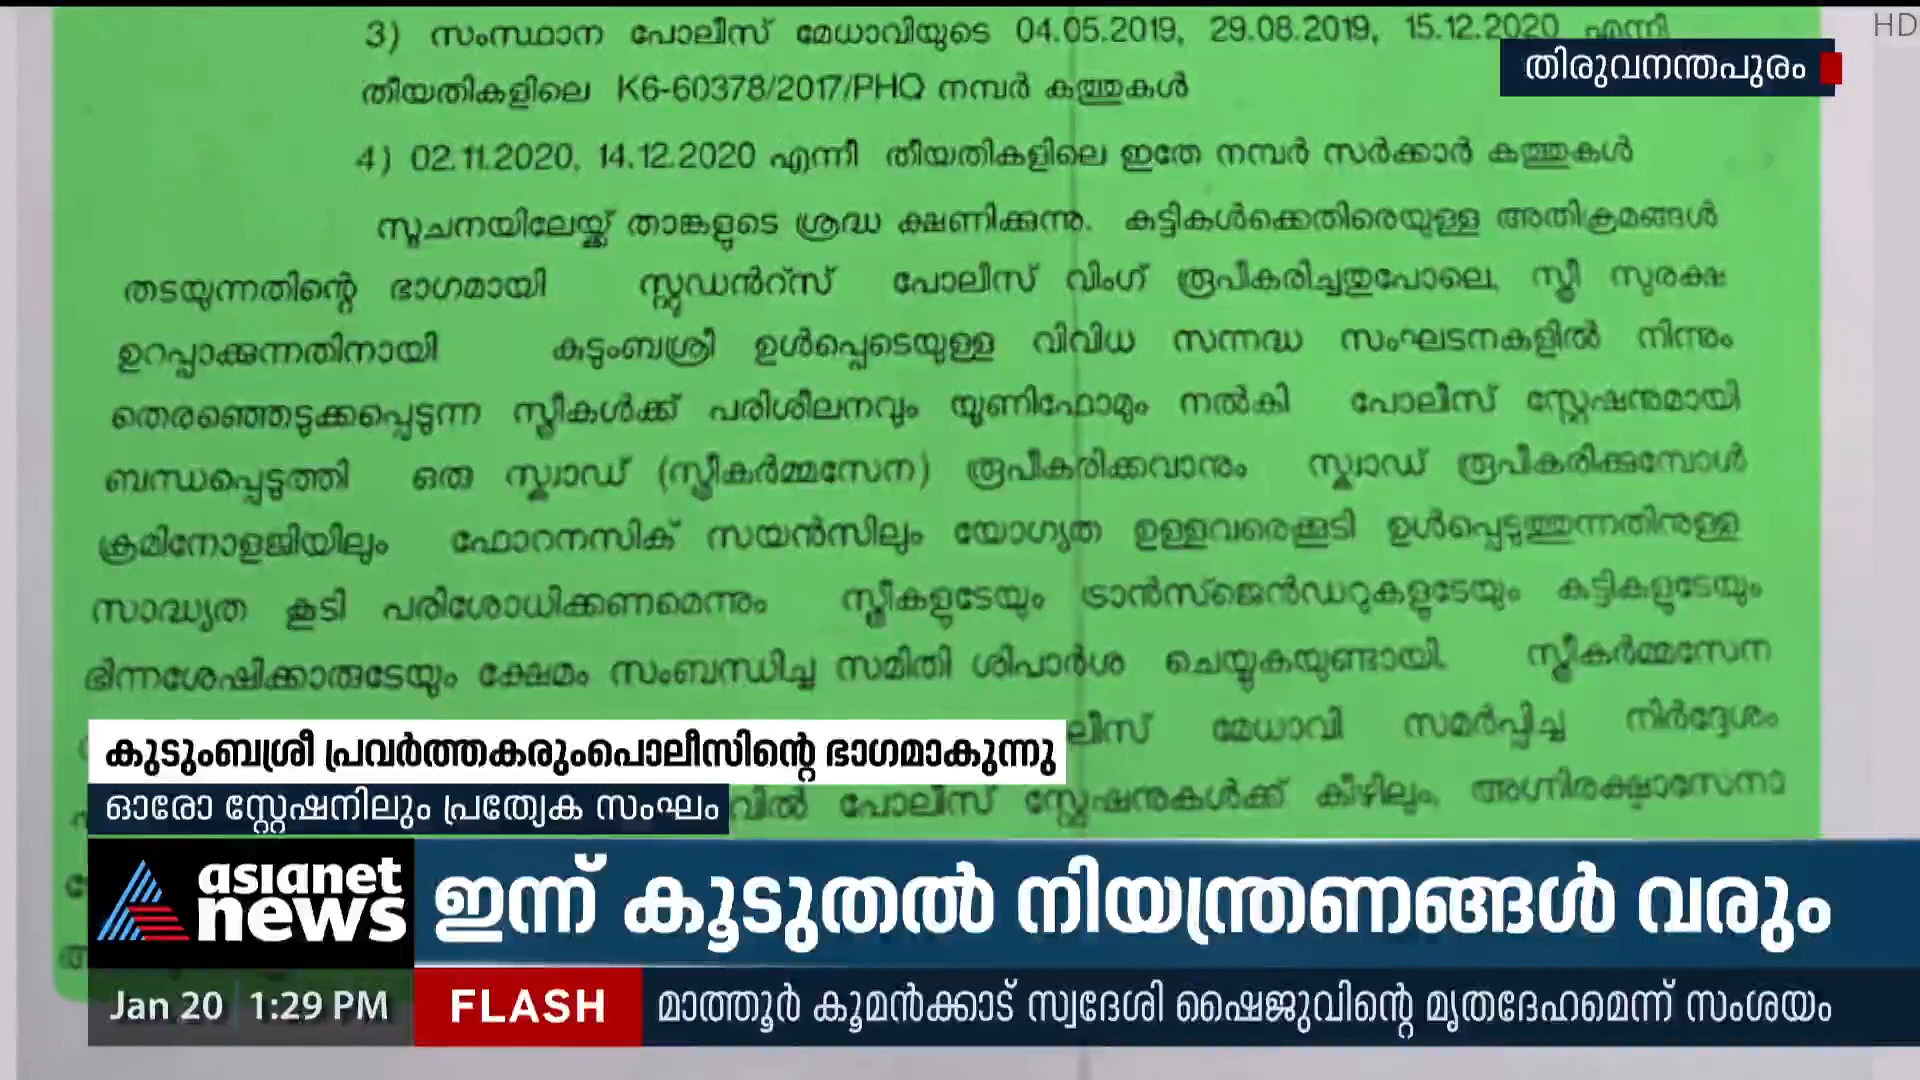 HD
3) സംസ്ഥാന പോലീസ് മേധാവിയുടെ 04.05.2019, 29.08.2019, 15.12.2020 എന്നീ
തിരുവനന്തപുരം
തീയതികളിലെ K6-60378/2017/PHQ നമ്പർ കത്തുകൾ
4) 02.11.2020, 14.12.2020 എന്നീ തീയതികളിലെ ഇതേ നമ്പർ സർക്കാർ കത്തുകൾ
സൂചനയിലേയ്ക്ക് താങ്കളുടെ ശ്രദ്ധ ക്ഷണിക്കുന്നു. കുട്ടികൾക്കെതിരെയുള്ള അതിക്രമങ്ങൾ
തടയുന്നതിന്റെ ഭാഗമായി സ്റ്റുഡൻറ്സ് പോലീസ് വിംഗ് രൂപീകരിച്ചതുപോലെ, സ്ത്രീ സുരക്ഷ
ഉറപ്പാക്കുന്നതിനായി കുടുംബശ്രീ ഉൾപ്പെടെയുള്ള വിവിധ സന്നദ്ധ സംഘടനകളിൽ നിന്നും
തെരഞ്ഞെടുക്കപ്പെടുന്ന സ്ത്രീകൾക്ക് പരിശീലനവും യൂണിഫോമും നൽകി പോലീസ് സ്റ്റേഷനുമായി
ബന്ധപ്പെടുത്തി ഒരു സ്ക്വാഡ് (സ്ത്രീകർമ്മസേന) രൂപീകരിക്കുവാനും സ്ക്വാഡ് രൂപീകരിക്കുമ്പോൾ
ക്രമിനോളജിയിലും ഫോറനസിക് സയൻസിലും യോഗ്യത ഉള്ളവരെക്കൂടി ഉൾപ്പെടുത്തുന്നതിനുള്ള
സാദ്ധ്യത കൂടി പരിശോധിക്കണമെന്നും സ്ത്രീകളുടേയും ട്രാൻസ്ജെൻഡറുകളുടേയും കുട്ടികളുടേയും
ഭിന്നശേഷിക്കാരുടേയും ക്ഷേമം സംബന്ധിച്ച സമിതി ശിപാർശ ചെയ്യുകയുണ്ടായി. സ്ത്രീകർമ്മസേന
ലീസ് മേധാവി സമർപ്പിച്ച നിർദ്ദേശം
കുടുംബശ്രീ പ്രവർത്തകരുംപൊലീസിന്റെ ഭാഗമാകുന്നു
വിൽ പോലീസ് സ്റ്റേഷനുകൾക്ക് കീഴിലും, അഗ്നിരക്ഷാസേനാ
ഓരോ സ്റ്റേഷനിലും പ്രത്യേക സംഘം
asianet news
ഇന്ന് കൂടുതൽ നിയന്ത്രണങ്ങൾ വരും
Jan 20 1:29 PM FLASH മാത്തൂർ കൂമൻക്കാട് സ്വദേശി ഷൈജുവിന്റെ മൃതദേഹമെന്ന് സംശയം